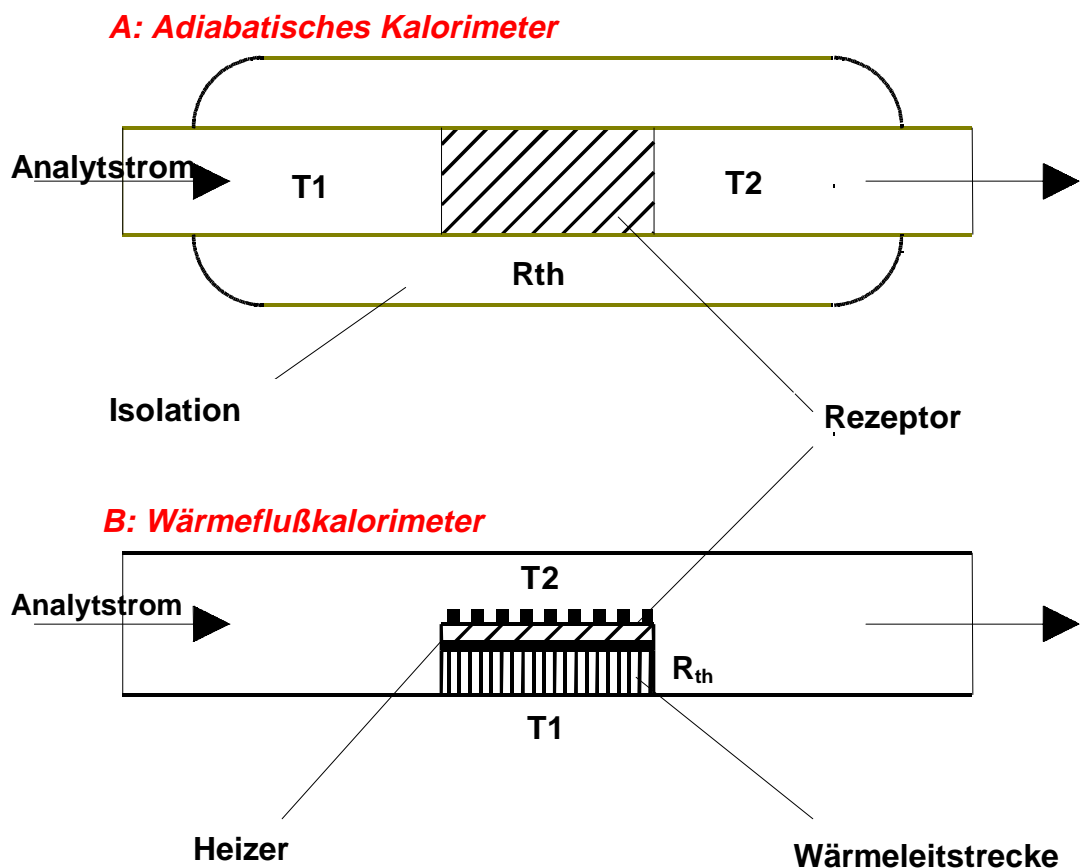 A: Adiabatisches Kalorimeter
Analytstrom
T1
T2
Rth
Isolation
Rezeptor
B: Wärmeflußkalorimeter
T2
Analytstrom
Rth
T1
Heizer
Wärmeleitstrecke